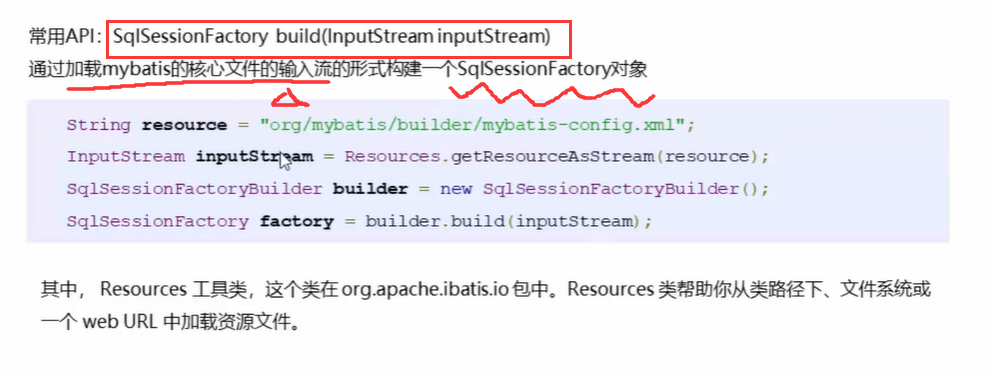 常用API：SqlSessionFactory build(InputStream inputStream)
通过加载mybatis的核心文件的输入流的形式构建一个SqlSessionFactory对象
String resource = "org/mybatis/builder/mybatis-config.xml";
InputStream inputStream = Resources.getResourceAsStream(resource);
SqlSessionFactoryBuilder builder = new SqlSessionFactoryBuilder();
SqlSessionFactory factory = builder.build(inputStream);
其中， Resources 工具类，这个类在 org.apache.ibatis.io 包中。Resources 类帮助你从类路径下、文件系统或
一个 web URL 中加载资源文件。